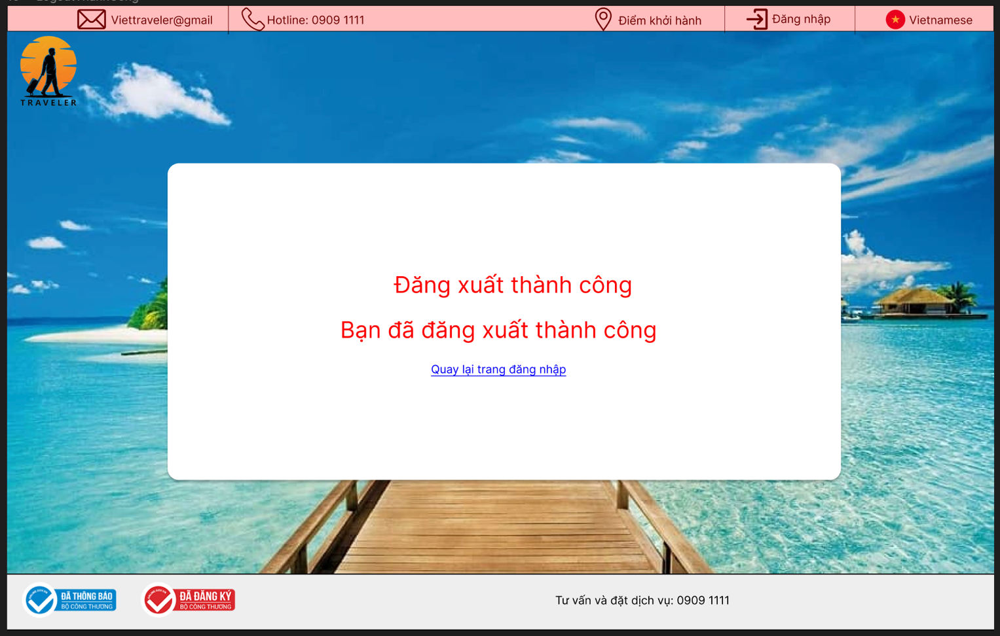 Viettraveler@gmail
Hotline: 0909 1111
Điểm khởi hành
Đăng nhập
Vietnamese
TRAVELER
Đăng xuất thành công
Bạn đã đăng xuất thành công
Quay lại trang đăng nhập
ĐÃ THÔNG BÁO
BỘ CÔNG THƯƠNG
ĐÃ ĐĂNG KÝ
BỘ CÔNG THƯƠNG
Tư vấn và đặt dịch vụ: 0909 1111